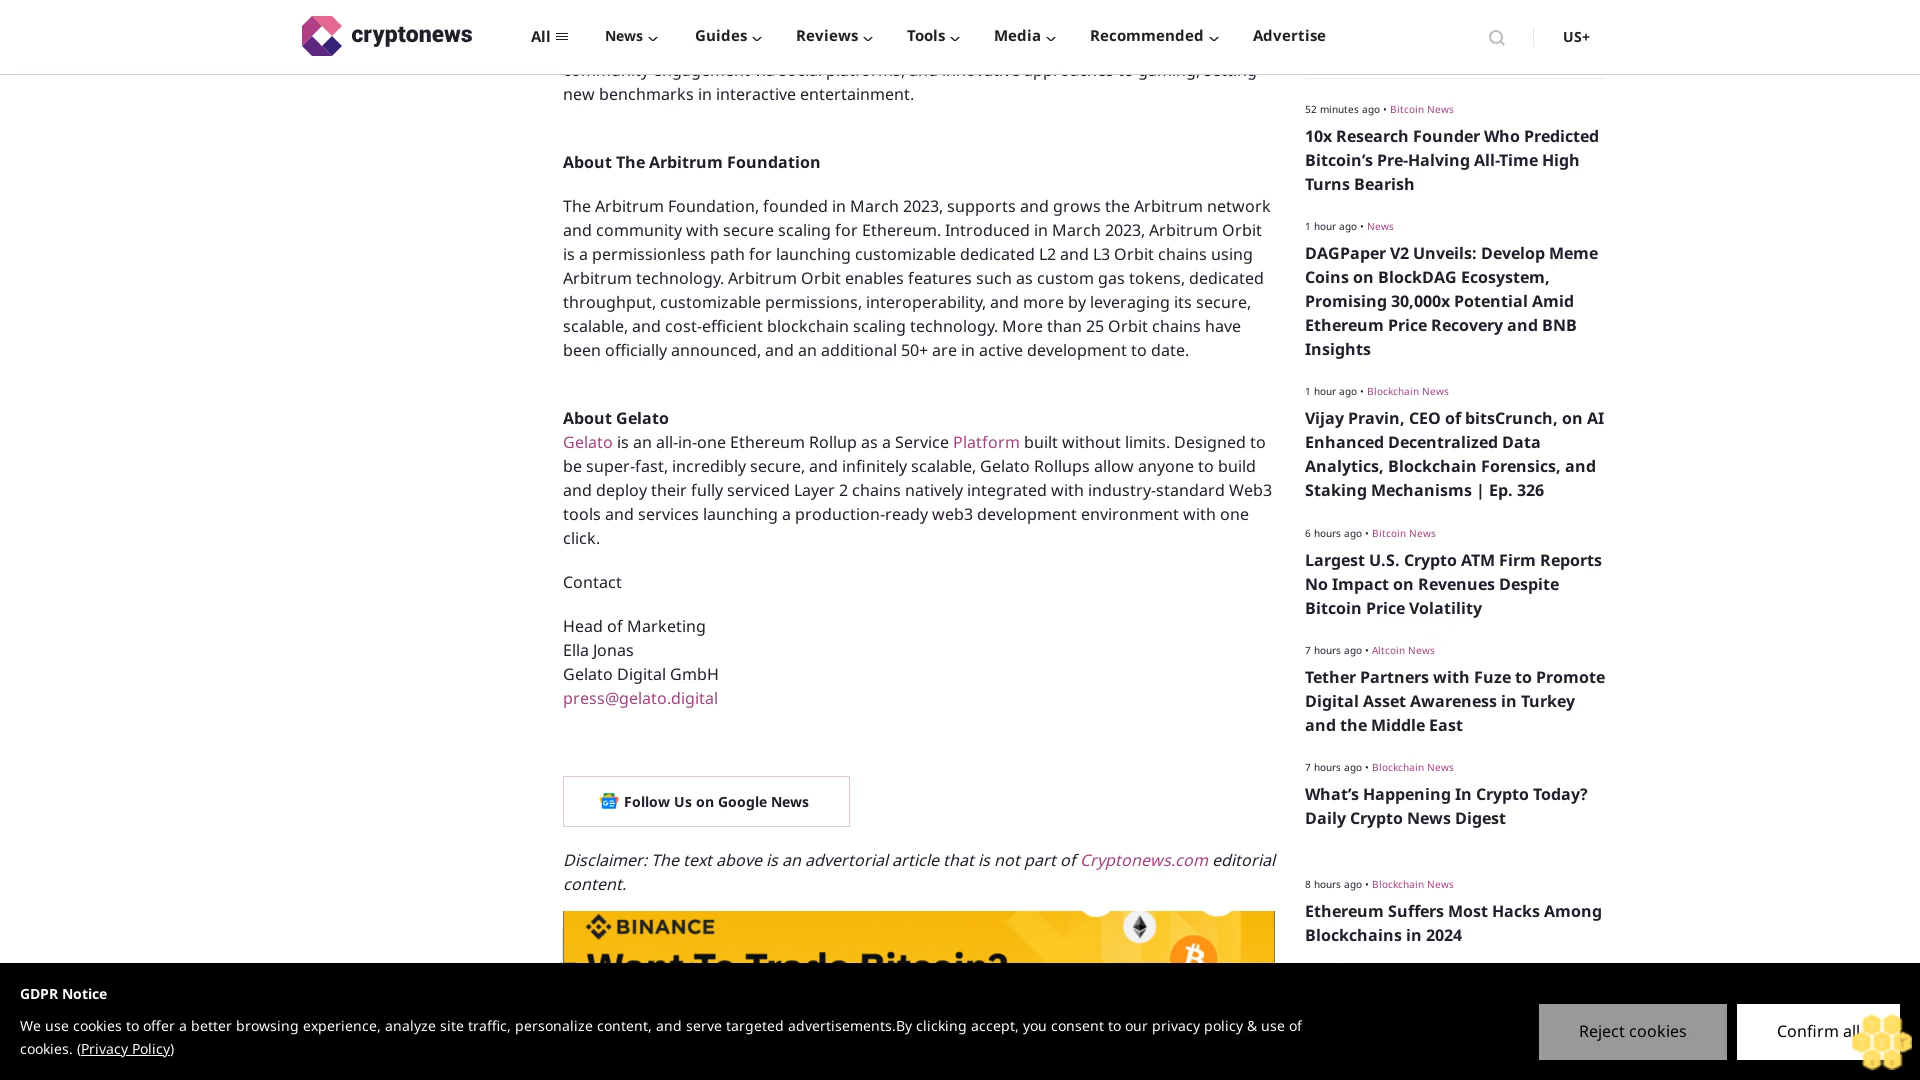 cryptonews
All
News
Guides
Reviews
Tools
Media
Recommended
Advertise
US+
community engagement via social platforms, and innovative approaches to gaming, setting
new benchmarks in interactive entertainment.
About The Arbitrum Foundation
The Arbitrum Foundation, founded in March 2023, supports and grows the Arbitrum network
and community with secure scaling for Ethereum. Introduced in March 2023, Arbitrum Orbit
is a permissionless path for launching customizable dedicated L2 and L3 Orbit chains using
Arbitrum technology. Arbitrum Orbit enables features such as custom gas tokens, dedicated
throughput, customizable permissions, interoperability, and more by leveraging its secure,
scalable, and cost-efficient blockchain scaling technology. More than 25 Orbit chains have
been officially announced, and an additional 50+ are in active development to date.
About Gelato
Gelato is an all-in-one Ethereum Rollup as a Service Platform built without limits. Designed to
be super-fast, incredibly secure, and infinitely scalable, Gelato Rollups allow anyone to build
and deploy their fully serviced Layer 2 chains natively integrated with industry-standard Web3
tools and services launching a production-ready web3 development environment with one
click.
Contact
Head of Marketing
Ella Jonas
Gelato Digital GmbH
press@gelato.digital
Follow Us on Google News
Disclaimer: The text above is an advertorial article that is not part of Cryptonews.com editorial
content.
BINANCE
Want To Trade Bitcoin?
52 minutes ago • Bitcoin News
10x Research Founder Who Predicted
Bitcoin’s Pre-Halving All-Time High
Turns Bearish
1 hour ago • News
DAGPaper V2 Unveils: Develop Meme
Coins on BlockDAG Ecosystem,
Promising 30,000x Potential Amid
Ethereum Price Recovery and BNB
Insights
1 hour ago • Blockchain News
Vijay Pravin, CEO of bitsCrunch, on AI
Enhanced Decentralized Data
Analytics, Blockchain Forensics, and
Staking Mechanisms | Ep. 326
6 hours ago • Bitcoin News
Largest U.S. Crypto ATM Firm Reports
No Impact on Revenues Despite
Bitcoin Price Volatility
7 hours ago • Altcoin News
Tether Partners with Fuze to Promote
Digital Asset Awareness in Turkey
and the Middle East
7 hours ago • Blockchain News
What’s Happening In Crypto Today?
Daily Crypto News Digest
8 hours ago • Blockchain News
Ethereum Suffers Most Hacks Among
Blockchains in 2024
GDPR Notice
We use cookies to offer a better browsing experience, analyze site traffic, personalize content, and serve targeted advertisements.By clicking accept, you consent to our privacy policy & use of
cookies. (Privacy Policy)
Reject cookies
Confirm all